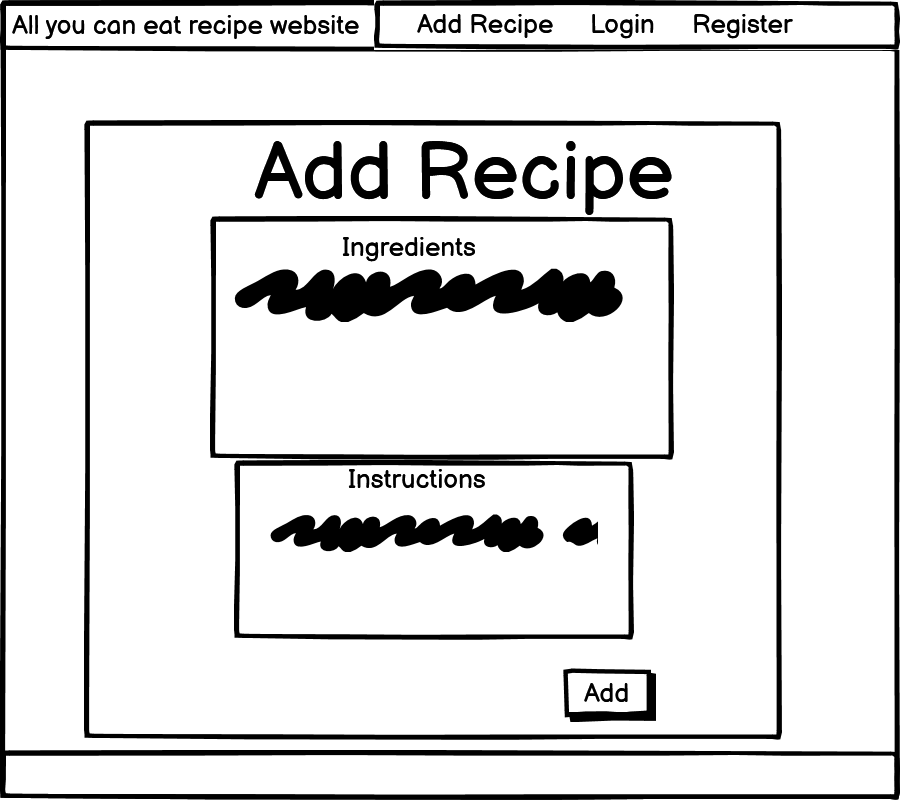 All you can eat recipe website
Add Recipe Login Register
Add Recipe
Ingredients
Instructions
Add